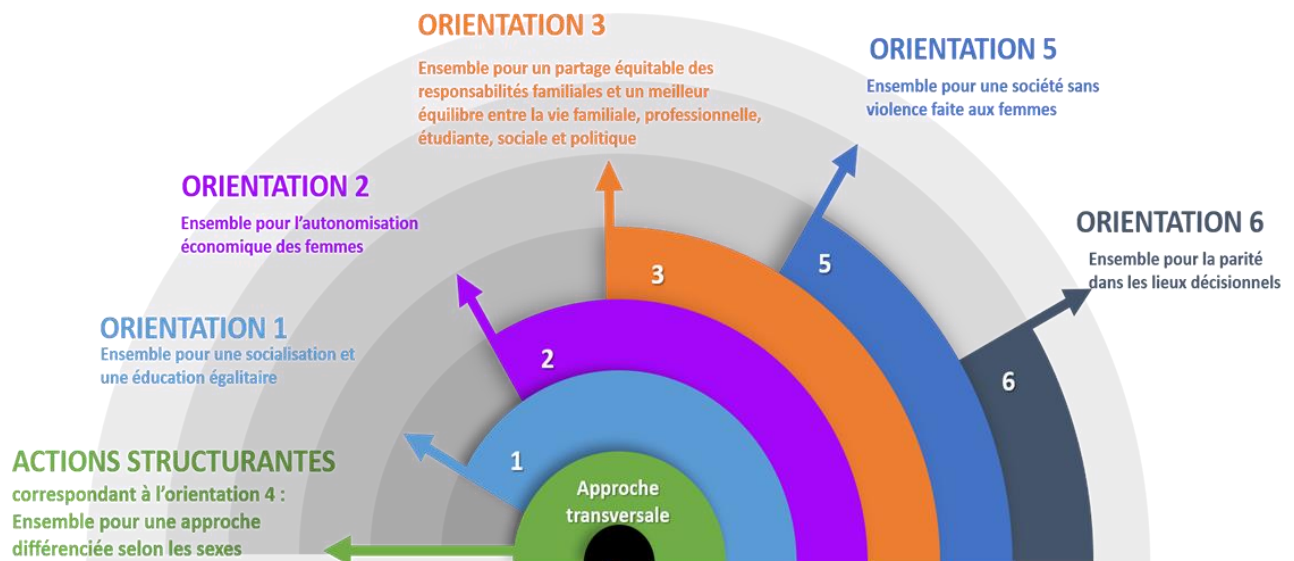 ORIENTATION 3
Ensemble pour un partage équitable des
responsabilités familiales et un meilleur
équilibre entre la vie familiale, professionnelle,
étudiante, sociale et politique
ORIENTATION 5
Ensemble pour une société sans
violence faite aux femmes
ORIENTATION 2
Ensemble pour l'autonomisation
économique des femmes
ORIENTATION 6
Ensemble pour la parité
dans les lieux décisionnels
ORIENTATION 1
Ensemble pour une socialisation et
une éducation égalitaire
ACTIONS STRUCTURANTES
correspondant à l'orientation 4 :
Ensemble pour une approche
différenciée selon les sexes
5
3
2
6
1
Approche
transversale